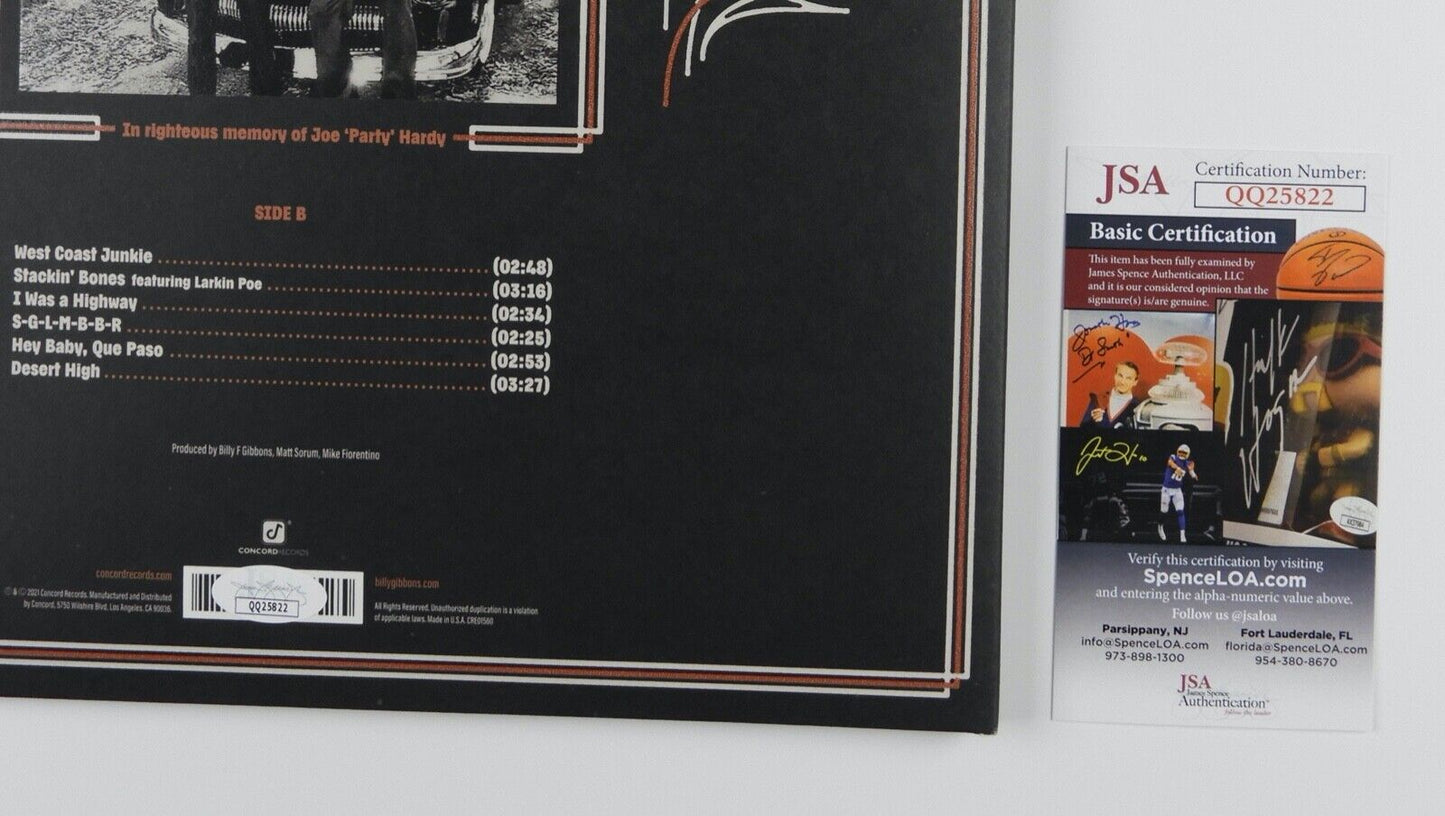 In righteous memory of Joe 'Party' Hardy
SIDE B
West Coast Junkie (02:48)
Stackin' Bones featuring Larkin Poe (03:16)
I Was a Highway (02:34)
S-G-L-M-B-B-R (02:25)
Hey Baby, Que Paso (02:53)
Desert High (03:27)
Produced by Billy F Gibbons, Matt Sorum, Mike Fiorentino
CONCORDRECORDS
concordrecords.com
℗ & © 2021 Concord Records. Manufactured and Distributed
by Concord, 5750 Wilshire Blvd, Los Angeles, CA 90036.
QQ25822
billygibbons.com
All Rights Reserved. Unauthorized duplication is a violation
of applicable laws. Made in U.S.A. CRE01560
JSA
Certification Number:
QQ25822
Basic Certification
This item has been fully examined by
James Spence Authentication, LLC
and it is our considered opinion that the
signature(s) is/are genuine.
Hulk
Hogan
Verify this certification by visiting
SpenceLOA.com
and entering the alpha-numeric value above.
Follow us @jsaloa
Parsippany, NJ
info@SpenceLOA.com
973-898-1300
Fort Lauderdale, FL
florida@SpenceLOA.com
954-380-8670
JSA
James Spence
Authentication
Follow the leader